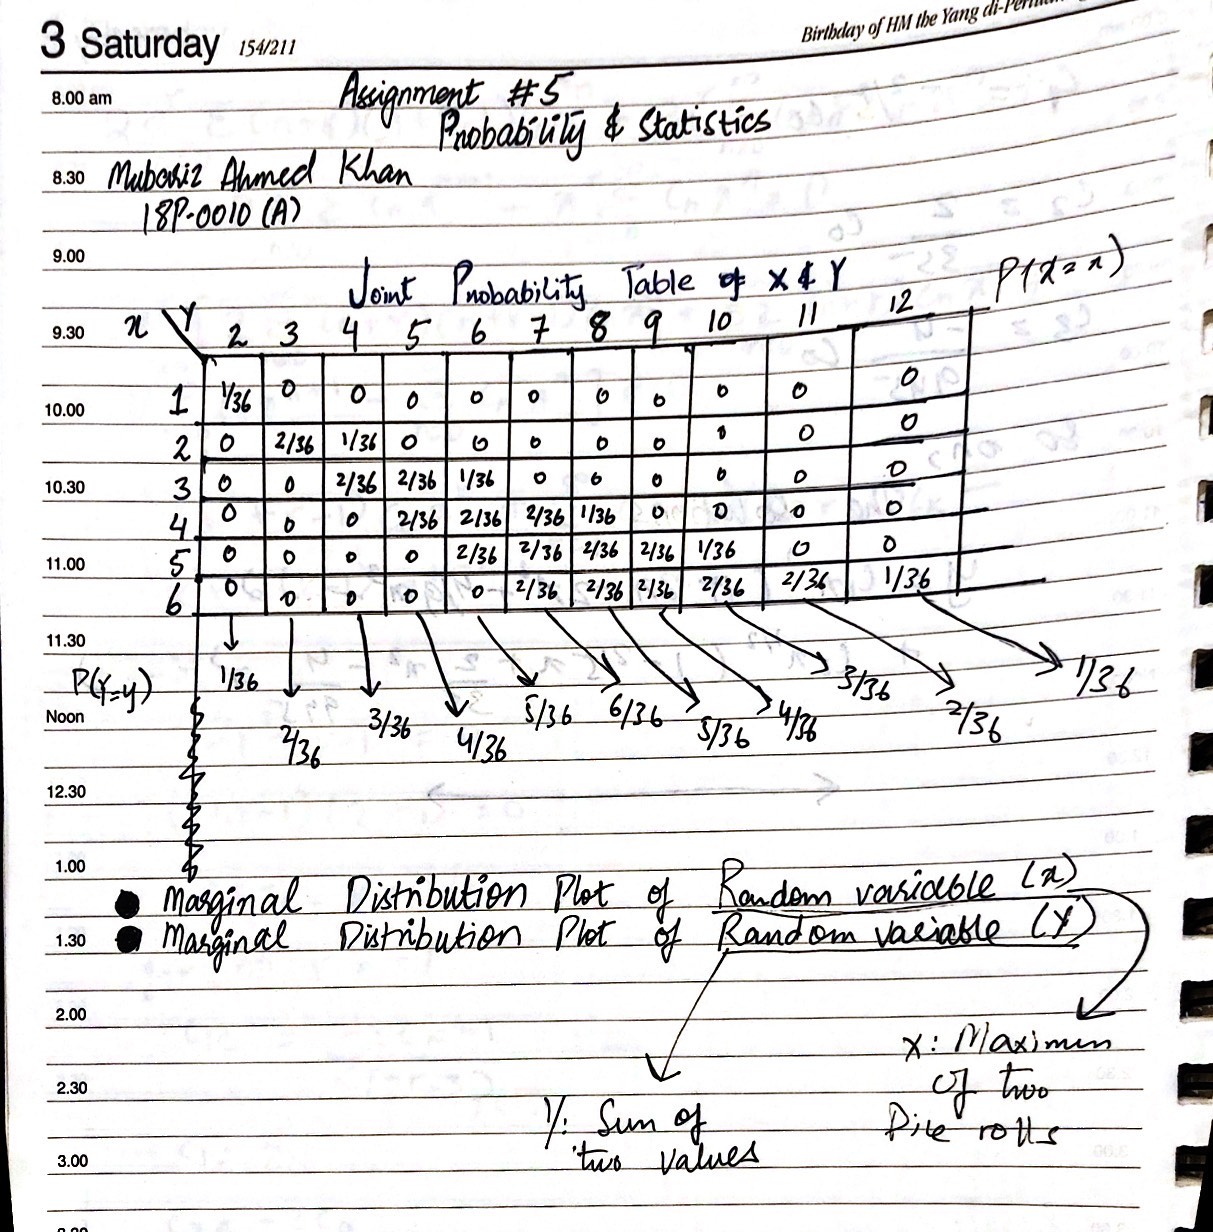 3 Saturday 154/211
Birthday of HM the Yang di-
8.00 am
Assignment #5
Probability & Statistics
8.30 Mubariz Ahmed Khan
18P-0010 (A)
9.00
Joint Probability Table of X & Y P(X=x)
9.30 x Y 2 3 4 5 6 7 8 9 10 11 12
1 1/36 0 0 0 0 0 0 0 0 0 0
10.00
2 0 2/36 1/36 0 0 0 0 0 0 0 0
10.30 3 0 0 2/36 2/36 1/36 0 0 0 0 0 0
4 0 0 0 2/36 2/36 2/36 1/36 0 0 0 0
11.00 5 0 0 0 0 2/36 2/36 2/36 2/36 1/36 0 0
6 0 0 0 0 0 2/36 2/36 2/36 2/36 2/36 1/36
11.30
P(Y=y) 1/36 2/36 3/36 4/36 5/36 6/36 5/36 4/36 3/36 2/36 1/36
Noon
12.30
1.00
Marginal Distribution Plot of Random variable (x)
1.30 Marginal Distribution Plot of Random variable (Y)
2.00
X: Maximum
of two
Dice rolls
2.30
Y: Sum of
two values
3.00